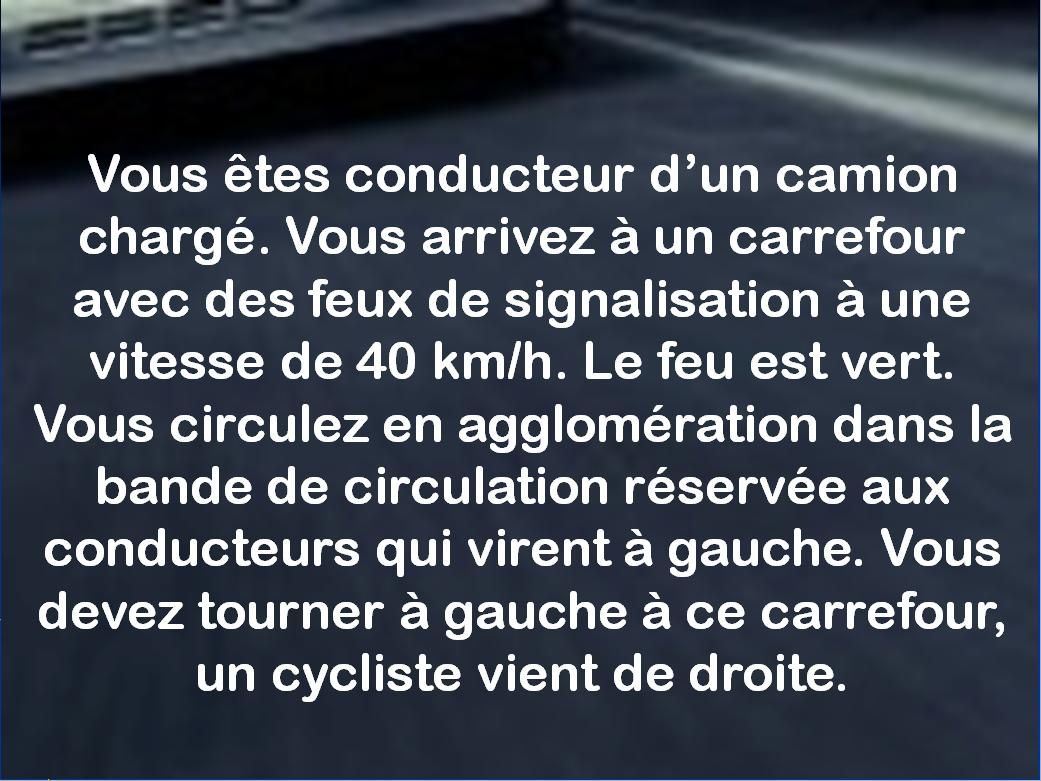 Vous êtes conducteur d’un camion
chargé. Vous arrivez à un carrefour
avec des feux de signalisation à une
vitesse de 40 km/h. Le feu est vert.
Vous circulez en agglomération dans la
bande de circulation réservée aux
conducteurs qui virent à gauche. Vous
devez tourner à gauche à ce carrefour,
un cycliste vient de droite.